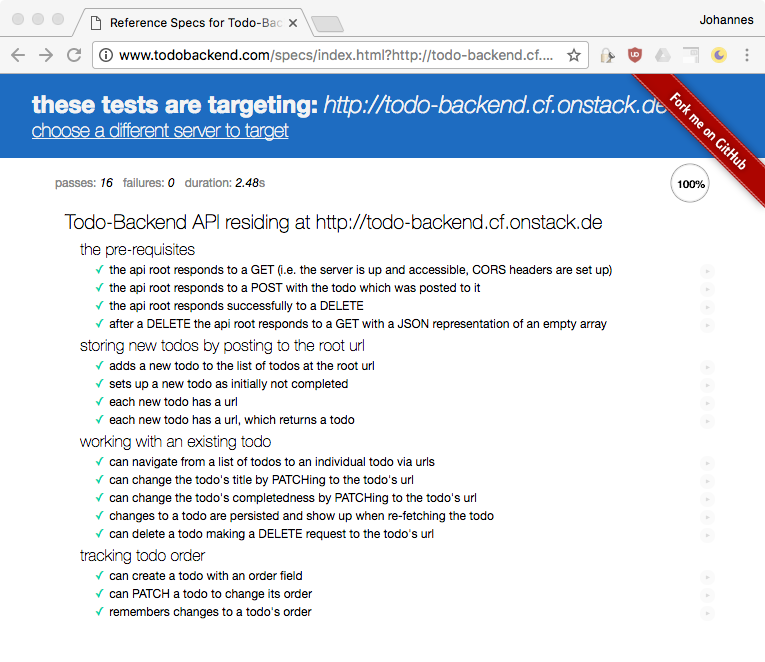 Reference Specs for Todo-Bac
Johannes
www.todobackend.com/specs/index.html?http://todo-backend.cf....
these tests are targeting: http://todo-backend.cf.onstack.de
choose a different server to target
Fork me on GitHub
passes: 16 failures: 0 duration: 2.48s
100%
Todo-Backend API residing at http://todo-backend.cf.onstack.de
the pre-requisites
✓ the api root responds to a GET (i.e. the server is up and accessible, CORS headers are set up)
✓ the api root responds to a POST with the todo which was posted to it
✓ the api root responds successfully to a DELETE
✓ after a DELETE the api root responds to a GET with a JSON representation of an empty array
storing new todos by posting to the root url
✓ adds a new todo to the list of todos at the root url
✓ sets up a new todo as initially not completed
✓ each new todo has a url
✓ each new todo has a url, which returns a todo
working with an existing todo
✓ can navigate from a list of todos to an individual todo via urls
✓ can change the todo's title by PATCHing to the todo's url
✓ can change the todo's completedness by PATCHing to the todo's url
✓ changes to a todo are persisted and show up when re-fetching the todo
✓ can delete a todo making a DELETE request to the todo's url
tracking todo order
✓ can create a todo with an order field
✓ can PATCH a todo to change its order
✓ remembers changes to a todo's order